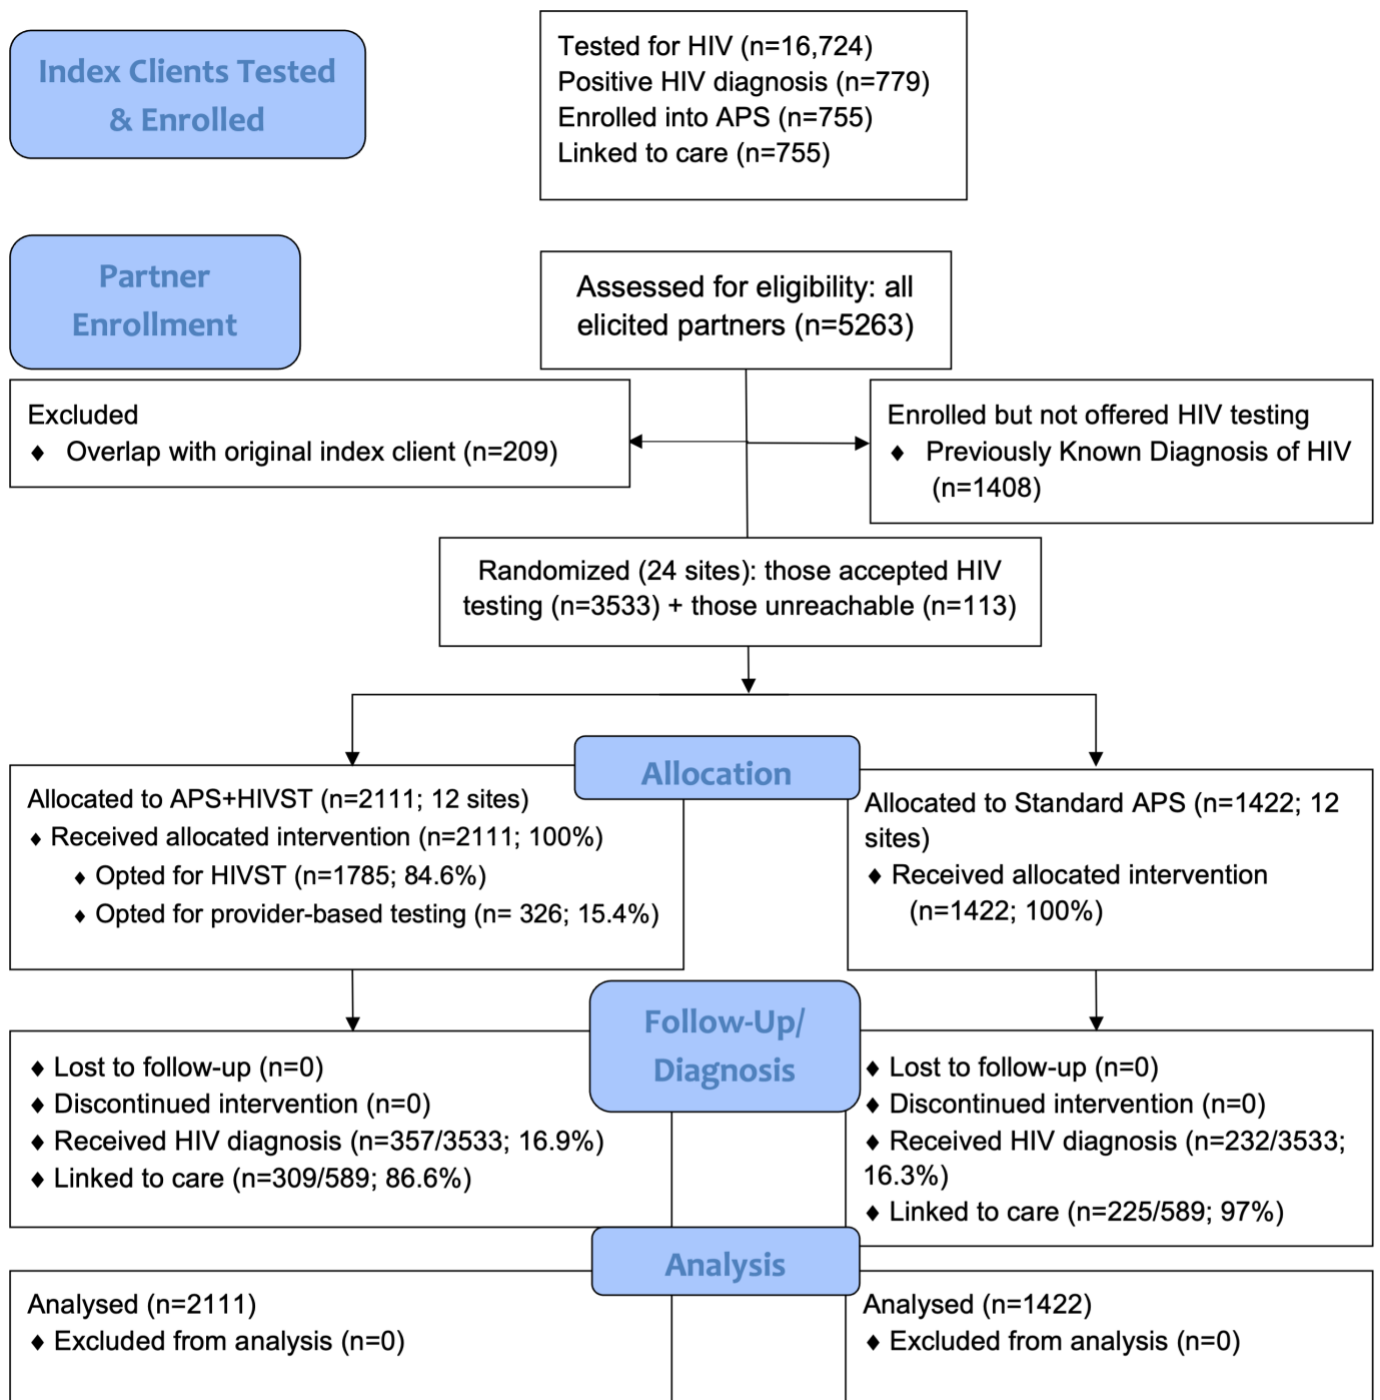 Index Clients Tested
& Enrolled
Tested for HIV (n=16,724)
Positive HIV diagnosis (n=779)
Enrolled into APS (n=755)
Linked to care (n=755)
Partner
Enrollment
Assessed for eligibility: all
elicited partners (n=5263)
Excluded
♦ Overlap with original index client (n=209)
Enrolled but not offered HIV testing
♦ Previously Known Diagnosis of HIV
(n=1408)
Randomized (24 sites): those accepted HIV
testing (n=3533) + those unreachable (n=113)
Allocation
Allocated to APS+HIVST (n=2111; 12 sites)
♦ Received allocated intervention (n=2111; 100%)
♦ Opted for HIVST (n=1785; 84.6%)
♦ Opted for provider-based testing (n= 326; 15.4%)
Allocated to Standard APS (n=1422; 12
sites)
♦ Received allocated intervention
(n=1422; 100%)
Follow-Up/
Diagnosis
♦ Lost to follow-up (n=0)
♦ Discontinued intervention (n=0)
♦ Received HIV diagnosis (n=357/3533; 16.9%)
♦ Linked to care (n=309/589; 86.6%)
♦ Lost to follow-up (n=0)
♦ Discontinued intervention (n=0)
♦ Received HIV diagnosis (n=232/3533;
16.3%)
♦ Linked to care (n=225/589; 97%)
Analysis
Analysed (n=2111)
♦ Excluded from analysis (n=0)
Analysed (n=1422)
♦ Excluded from analysis (n=0)